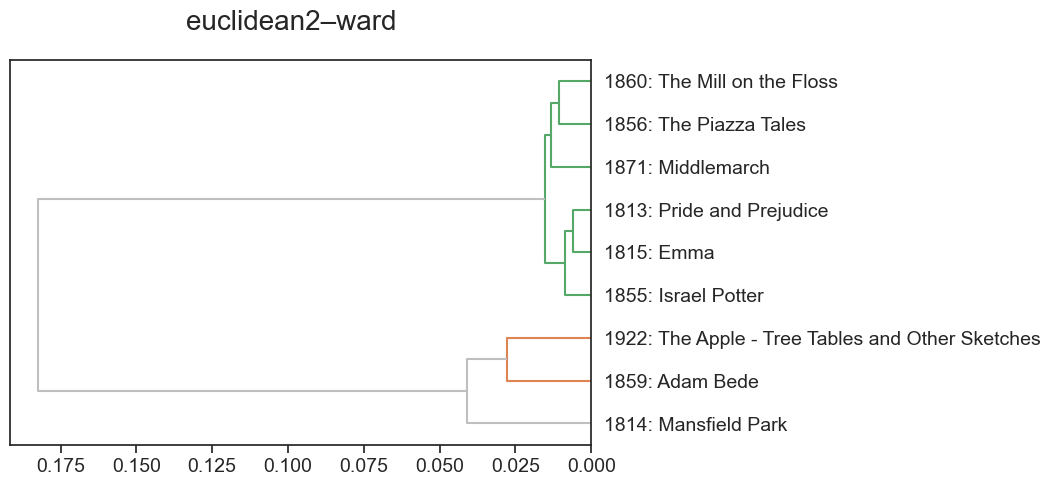 euclidean2–ward
1860: The Mill on the Floss
1856: The Piazza Tales
1871: Middlemarch
1813: Pride and Prejudice
1815: Emma
1855: Israel Potter
1922: The Apple - Tree Tables and Other Sketches
1859: Adam Bede
1814: Mansfield Park
0.175 0.150 0.125 0.100 0.075 0.050 0.025 0.000